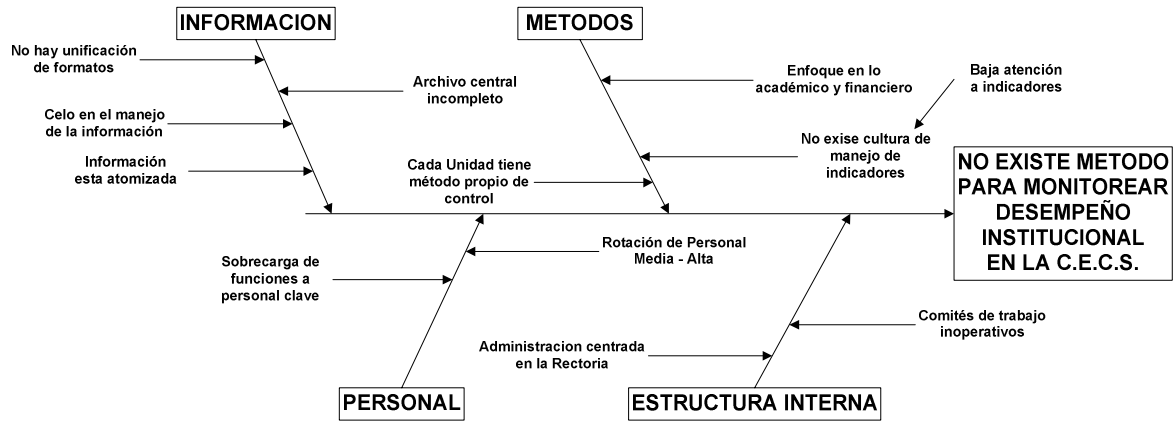 INFORMACION
METODOS
No hay unificación
de formatos
Archivo central
incompleto
Celo en el manejo
de la información
Información
esta atomizada
Enfoque en lo
académico y financiero
Baja atención
a indicadores
No exise cultura de
manejo de
indicadores
Cada Unidad tiene
método propio de
control
NO EXISTE METODO
PARA MONITOREAR
DESEMPEÑO
INSTITUCIONAL
EN LA C.E.C.S.
Rotación de Personal
Media - Alta
Sobrecarga de
funciones a
personal clave
Comités de trabajo
inoperativos
Administracion centrada
en la Rectoria
PERSONAL
ESTRUCTURA INTERNA